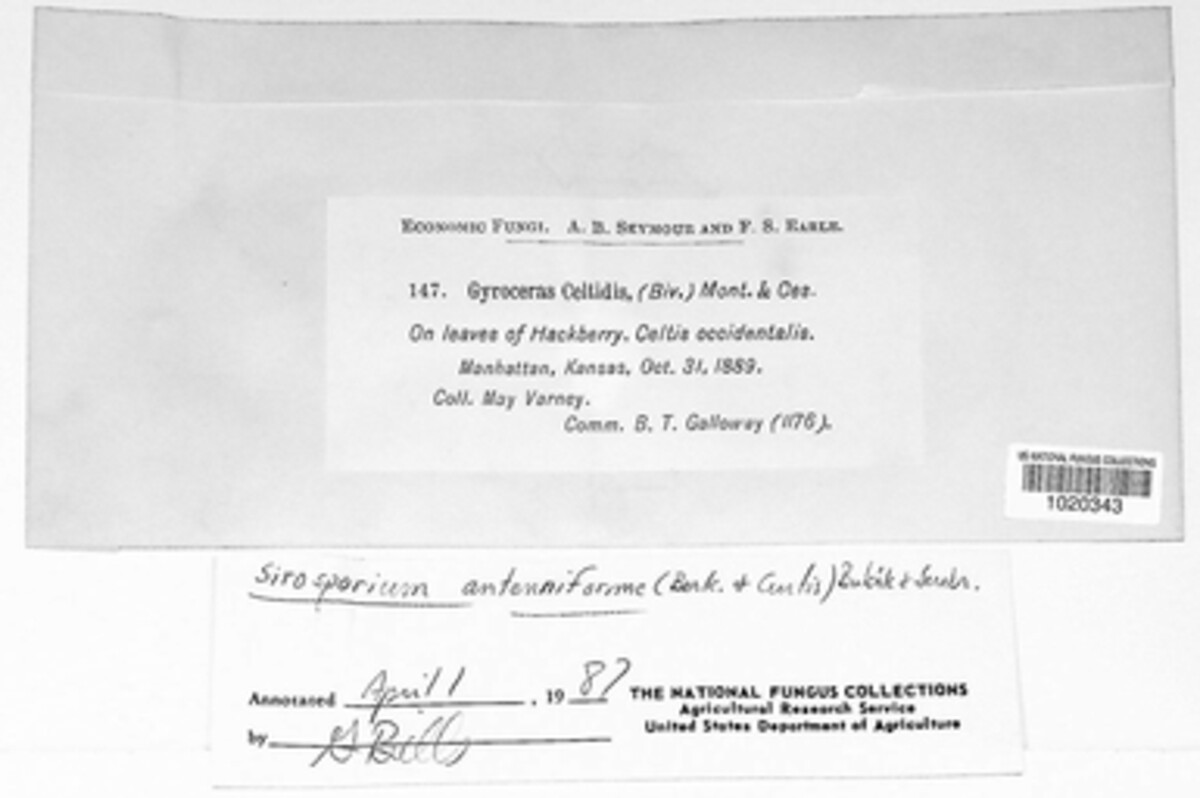 ECONOMIC FUNGI. A. B. SEYMOUR AND F. S. EARLE.
147. Gyroceras Celtidis, (Biv.) Mont. & Ces.
On leaves of Hackberry. Celtis occidentalis.
Manhattan, Kansas, Oct. 31, 1889.
Coll. May Varney.
Comm. B. T. Galloway (1176).
US NATIONAL FUNGUS COLLECTIONS
1020343
Sirosporium antenniforme (Berk. & Curtis) Bubák & Serebr.
Annotated April 1, 1987
THE NATIONAL FUNGUS COLLECTIONS
Agricultural Research Service
United States Department of Agriculture
by G Bills